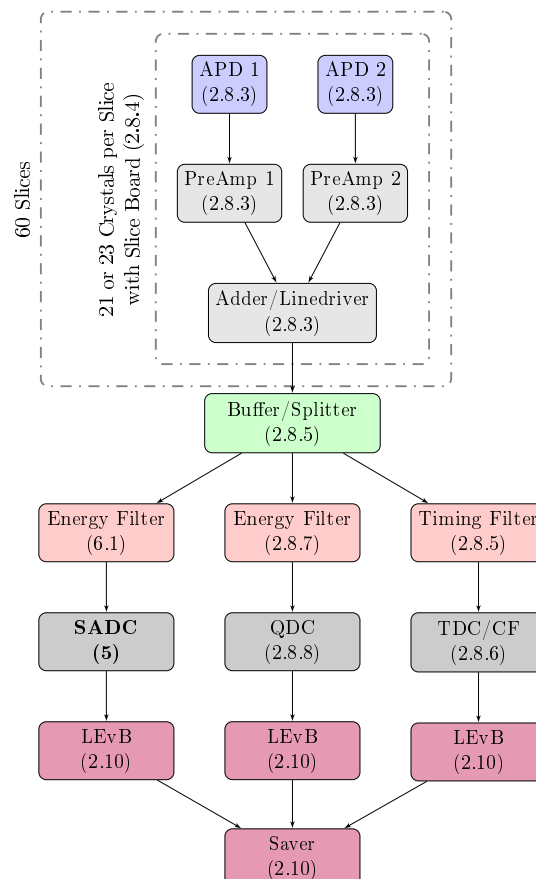 60 Slices
21 or 23 Crystals per Slice
with Slice Board (2.8.4)
APD 1
(2.8.3)
APD 2
(2.8.3)
PreAmp 1
(2.8.3)
PreAmp 2
(2.8.3)
Adder/Linedriver
(2.8.3)
Buffer/Splitter
(2.8.5)
Energy Filter
(6.1)
Energy Filter
(2.8.7)
Timing Filter
(2.8.5)
SADC
(5)
QDC
(2.8.8)
TDC/CF
(2.8.6)
LEvB
(2.10)
LEvB
(2.10)
LEvB
(2.10)
Saver
(2.10)